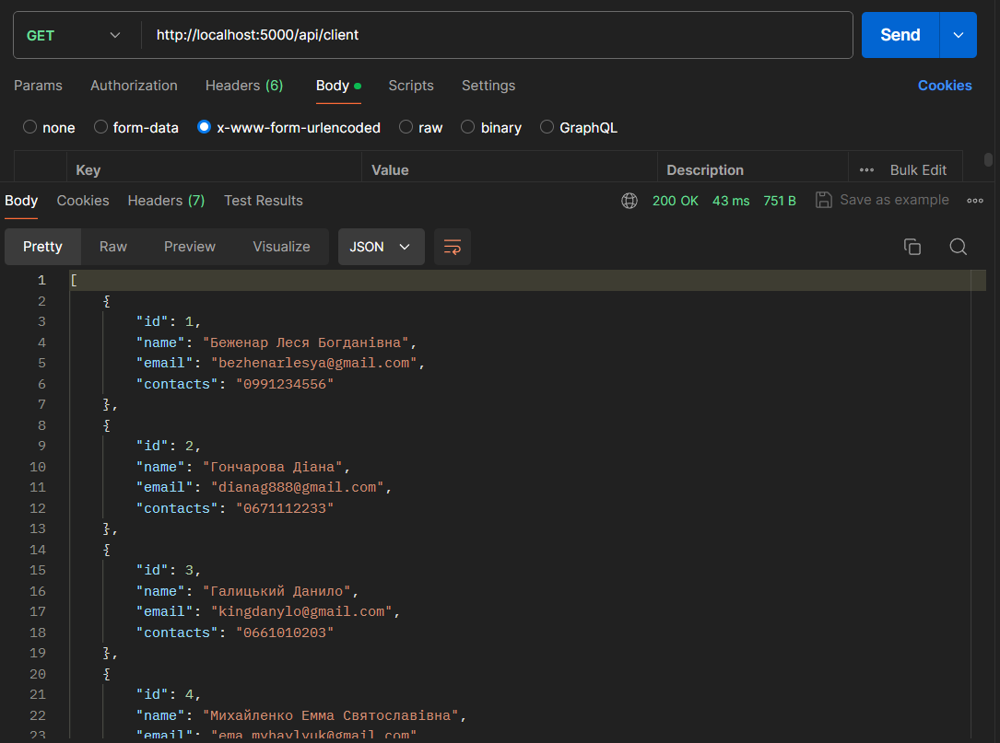 GET http://localhost:5000/api/client Send
Params Authorization Headers (6) Body Scripts Settings Cookies
none form-data x-www-form-urlencoded raw binary GraphQL
Key Value Description Bulk Edit
Body Cookies Headers (7) Test Results 200 OK 43 ms 751 B Save as example
Pretty Raw Preview Visualize JSON
1 [
2 {
3 "id": 1,
4 "name": "Беженар Леся Богданівна",
5 "email": "bezhenarlesya@gmail.com",
6 "contacts": "0991234556"
7 },
8 {
9 "id": 2,
10 "name": "Гончарова Діана",
11 "email": "dianag888@gmail.com",
12 "contacts": "0671112233"
13 },
14 {
15 "id": 3,
16 "name": "Галицький Данило",
17 "email": "kingdanylo@gmail.com",
18 "contacts": "0661010203"
19 },
20 {
21 "id": 4,
22 "name": "Михайленко Емма Святославівна",
23 "email": "ema.myhaylyuk@gmail.com"